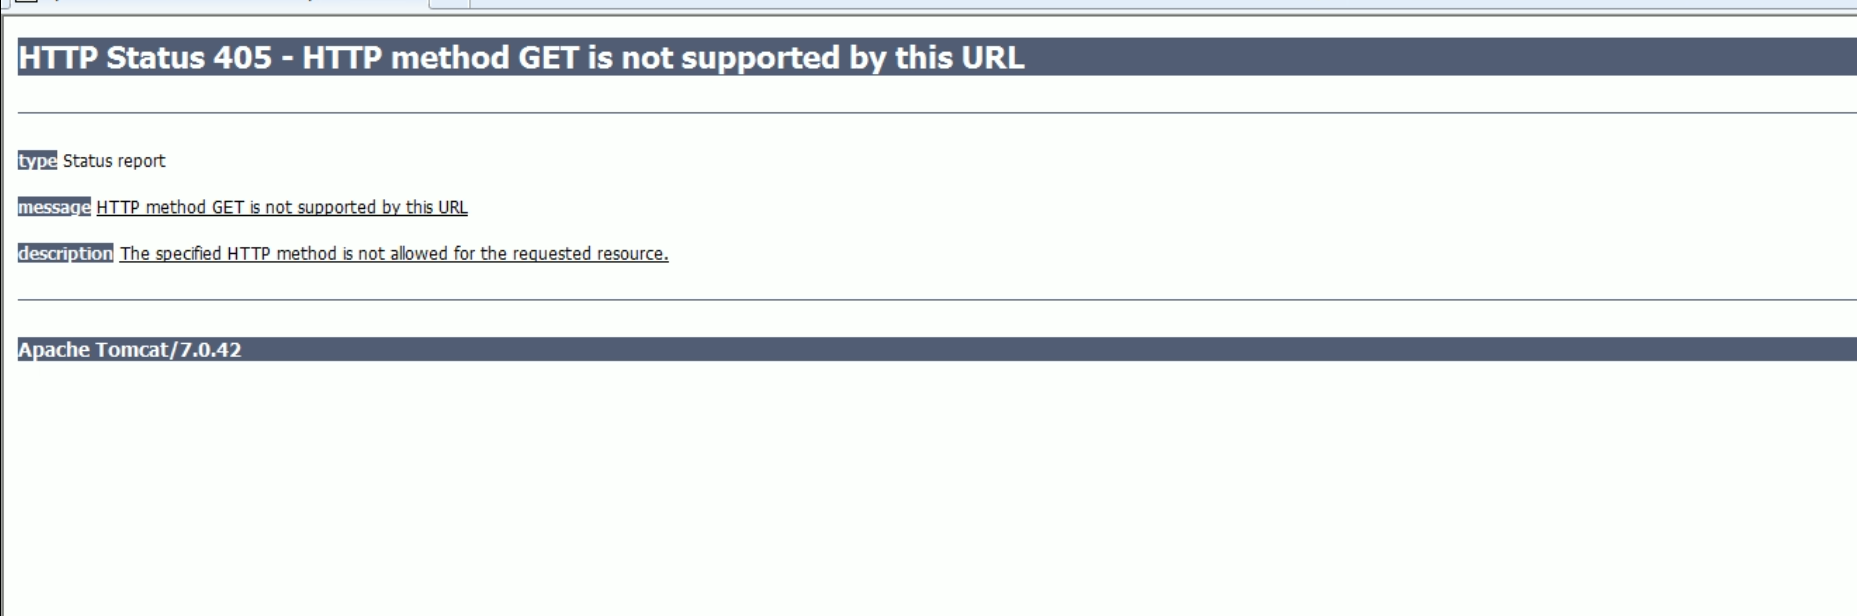 HTTP Status 405 - HTTP method GET is not supported by this URL
type Status report
message HTTP method GET is not supported by this URL
description The specified HTTP method is not allowed for the requested resource.
Apache Tomcat/7.0.42